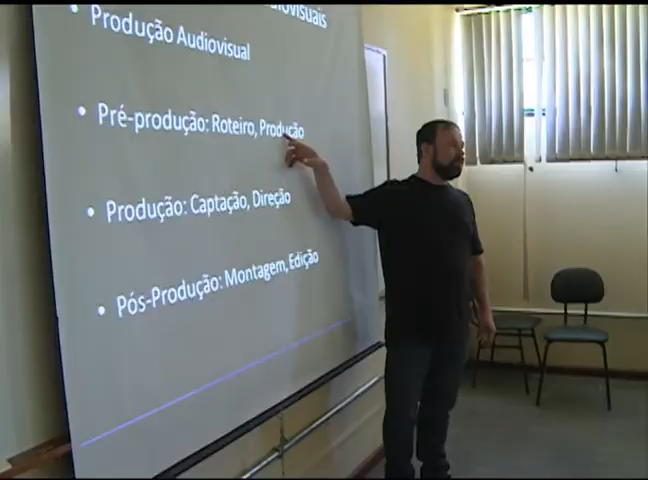 Produção Audiovisual
Pré-produção: Roteiro, Produção
Produção: Captação, Direção
Pós-Produção: Montagem, Edição